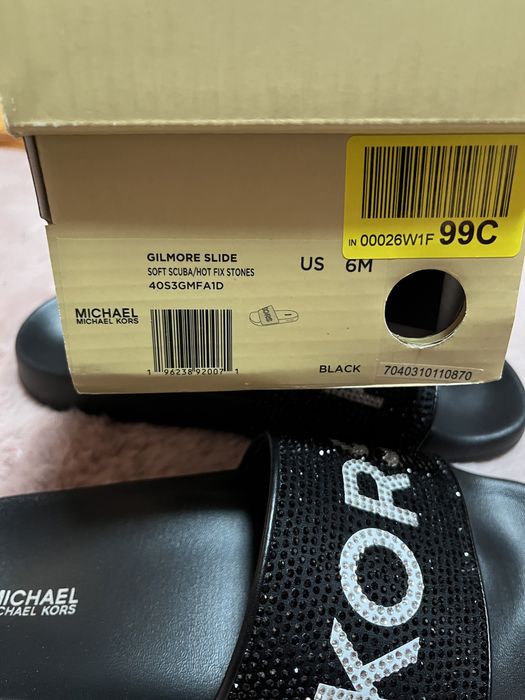 IN 00026W1F 99C
GILMORE SLIDE
SOFT SCUBA/HOT FIX STONES
40S3GMFA1D
US 6M
MICHAEL
MICHAEL KORS
1 96238 92007 1
BLACK
7040310110870
MICHAEL
MICHAEL KORS
KOR